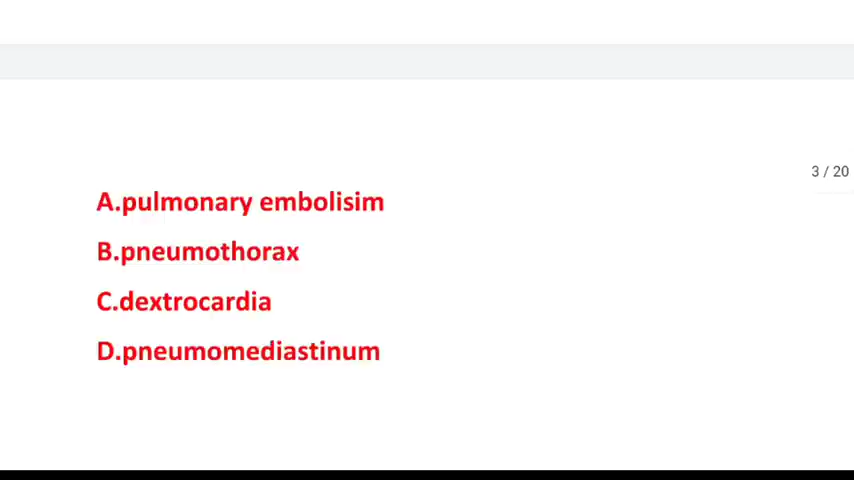 3 / 20
A.pulmonary embolisim
B.pneumothorax
C.dextrocardia
D.pneumomediastinum